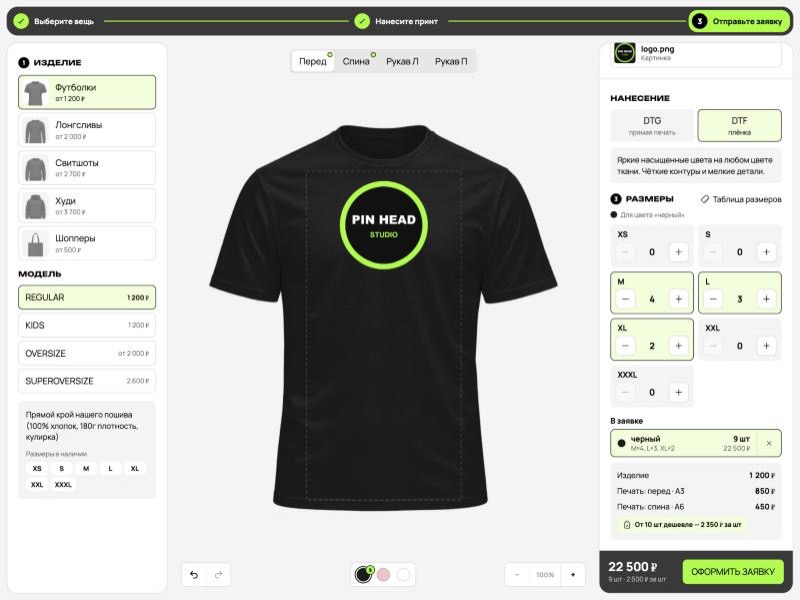 Выберите вещь
Нанесите принт
3 Отправьте заявку
1 ИЗДЕЛИЕ
Футболки
от 1 200 ₽
Лонгсливы
от 2 000 ₽
Свитшоты
от 2 700 ₽
Худи
от 3 700 ₽
Шопперы
от 500 ₽
МОДЕЛЬ
REGULAR 1 200 ₽
KIDS 1 200 ₽
OVERSIZE от 2 000 ₽
SUPEROVERSIZE 2 600 ₽
Прямой крой нашего пошива
(100% хлопок, 180г плотность,
кулирка)
Размеры в наличии
XS S M L XL
XXL XXXL
Перед Спина Рукав Л Рукав П
PIN HEAD
STUDIO
9
100%
logo.png
Картинка
НАНЕСЕНИЕ
DTG
прямая печать
DTF
плёнка
Яркие насыщенные цвета на любом цвете
ткани. Чёткие контуры и мелкие детали.
3 РАЗМЕРЫ Таблица размеров
Для цвета «черный»
XS
− 0 +
S
− 0 +
M
− 4 +
L
− 3 +
XL
− 2 +
XXL
− 0 +
XXXL
− 0 +
В заявке
черный 9 шт
M×4, L×3, XL×2 22 500 ₽
Изделие 1 200 ₽
Печать: перед · A3 850 ₽
Печать: спина · A6 450 ₽
От 10 шт дешевле — 2 350 ₽ за шт
22 500 ₽
9 шт · 2 500 ₽ за шт
ОФОРМИТЬ ЗАЯВКУ